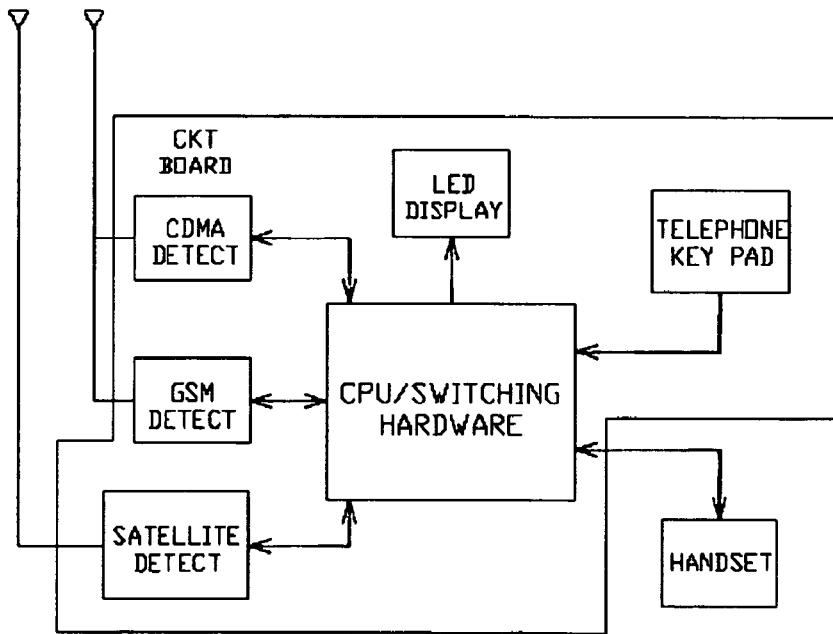 CKT
BOARD
LED
DISPLAY
CDMA
DETECT
TELEPHONE
KEY PAD
GSM
DETECT
CPU/SWITCHING
HARDWARE
SATELLITE
DETECT
HANDSET